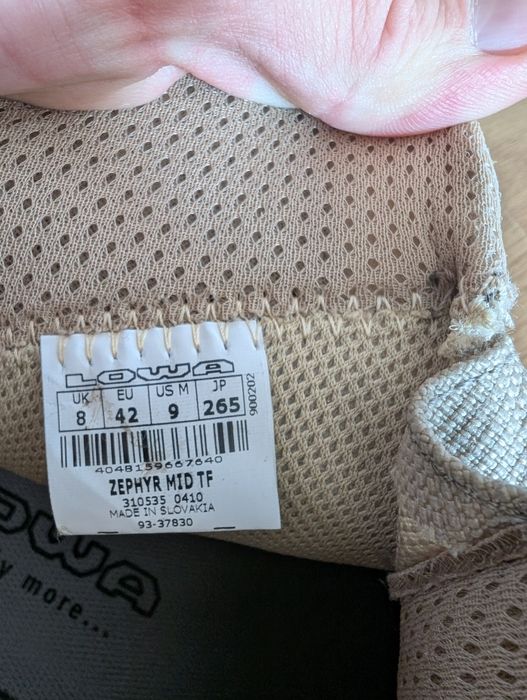 LOWA
UK EU US M JP
8 42 9 265
900202
4048159667640
ZEPHYR MID TF
310535 0410
MADE IN SLOVAKIA
93-37830
LOWA
more...